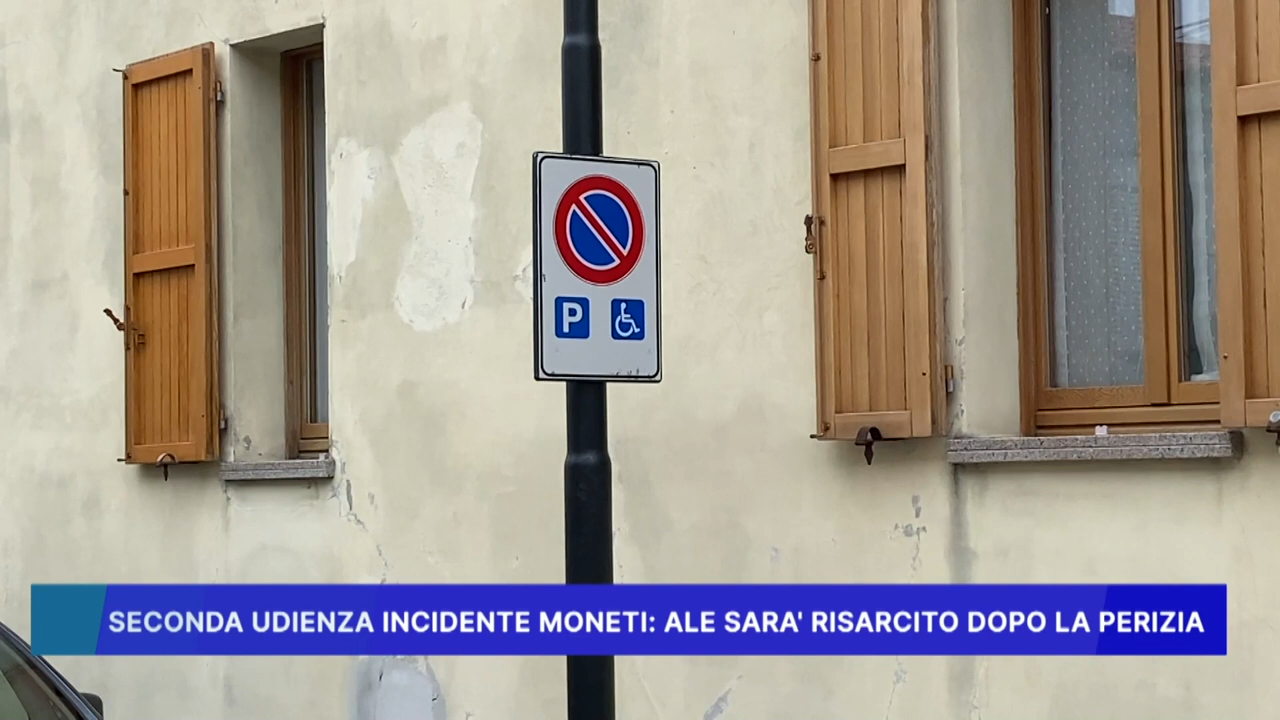 P
SECONDA UDIENZA INCIDENTE MONETI: ALE SARA' RISARCITO DOPO LA PERIZIA